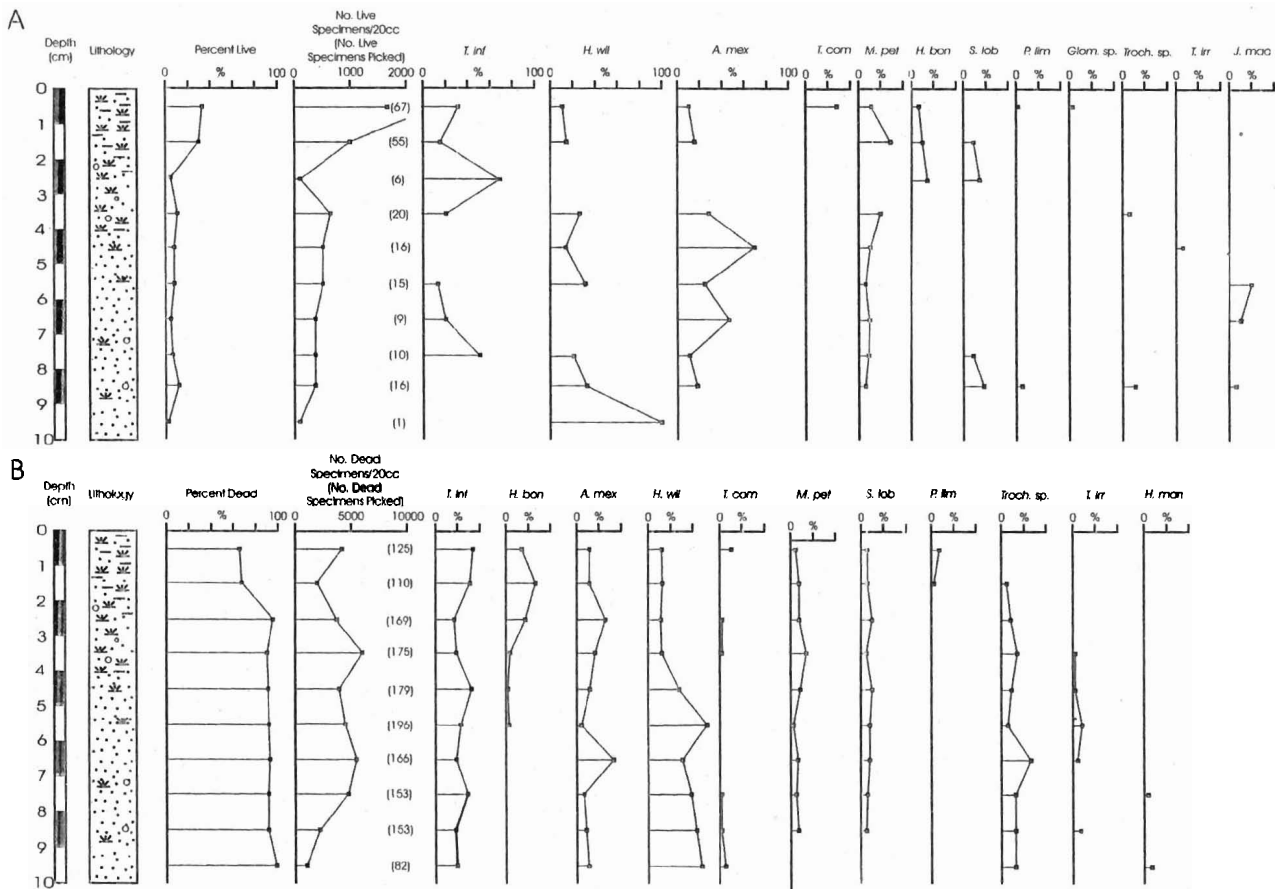 A
Depth
(cm)
Lithology
Percent Live
No. Live
Specimens/20cc
(No. Live
Specimens Picked)
T. inf
H. wil
A. mex
T. com
M. pet
H. bon
S. lob
P. lim
Glom. sp.
Troch. sp.
T. irr
J. mac
0 % 100
0 1000 2000
0 % 100
0 % 100
0 % 100
0 %
0 %
0 %
0 %
0 %
0 %
0 %
0 %
0 %
0
1
2
3
4
5
6
7
8
9
10
(67)
(55)
(6)
(20)
(16)
(15)
(9)
(10)
(16)
(1)
B
Depth
(cm)
Lithology
Percent Dead
No. Dead
Specimens/20cc
(No. Dead
Specimens Picked)
T. inf
H. bon
A. mex
H. wil
T. com
M. pet
S. lob
P. lim
Troch. sp.
T. irr
H. man
0 % 100
0 5000 10000
0 %
0 %
0 %
0 %
0 %
0 %
0 %
0 %
0 %
0 %
0 %
0
1
2
3
4
5
6
7
8
9
10
(125)
(110)
(169)
(175)
(179)
(196)
(166)
(153)
(153)
(82)